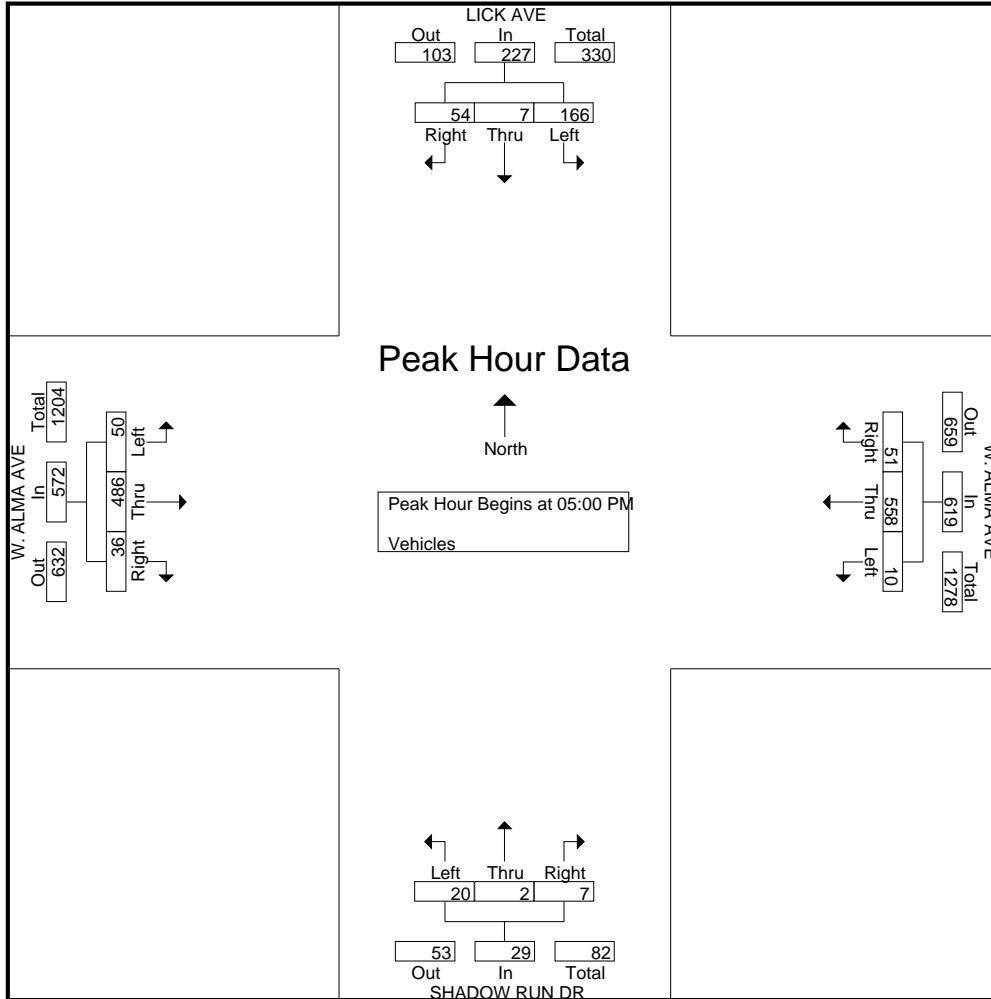 LICK AVE
Out In Total
103 227 330
54 7 166
Right Thru Left
Peak Hour Data
North
Peak Hour Begins at 05:00 PM
Vehicles
W. ALMA AVE
Out In Total
632 572 1204
36 486 50
Right Thru Left
W. ALMA AVE
Out In Total
659 619 1278
51 558 10
Right Thru Left
Left Thru Right
20 2 7
53 29 82
Out In Total
SHADOW RUN DR